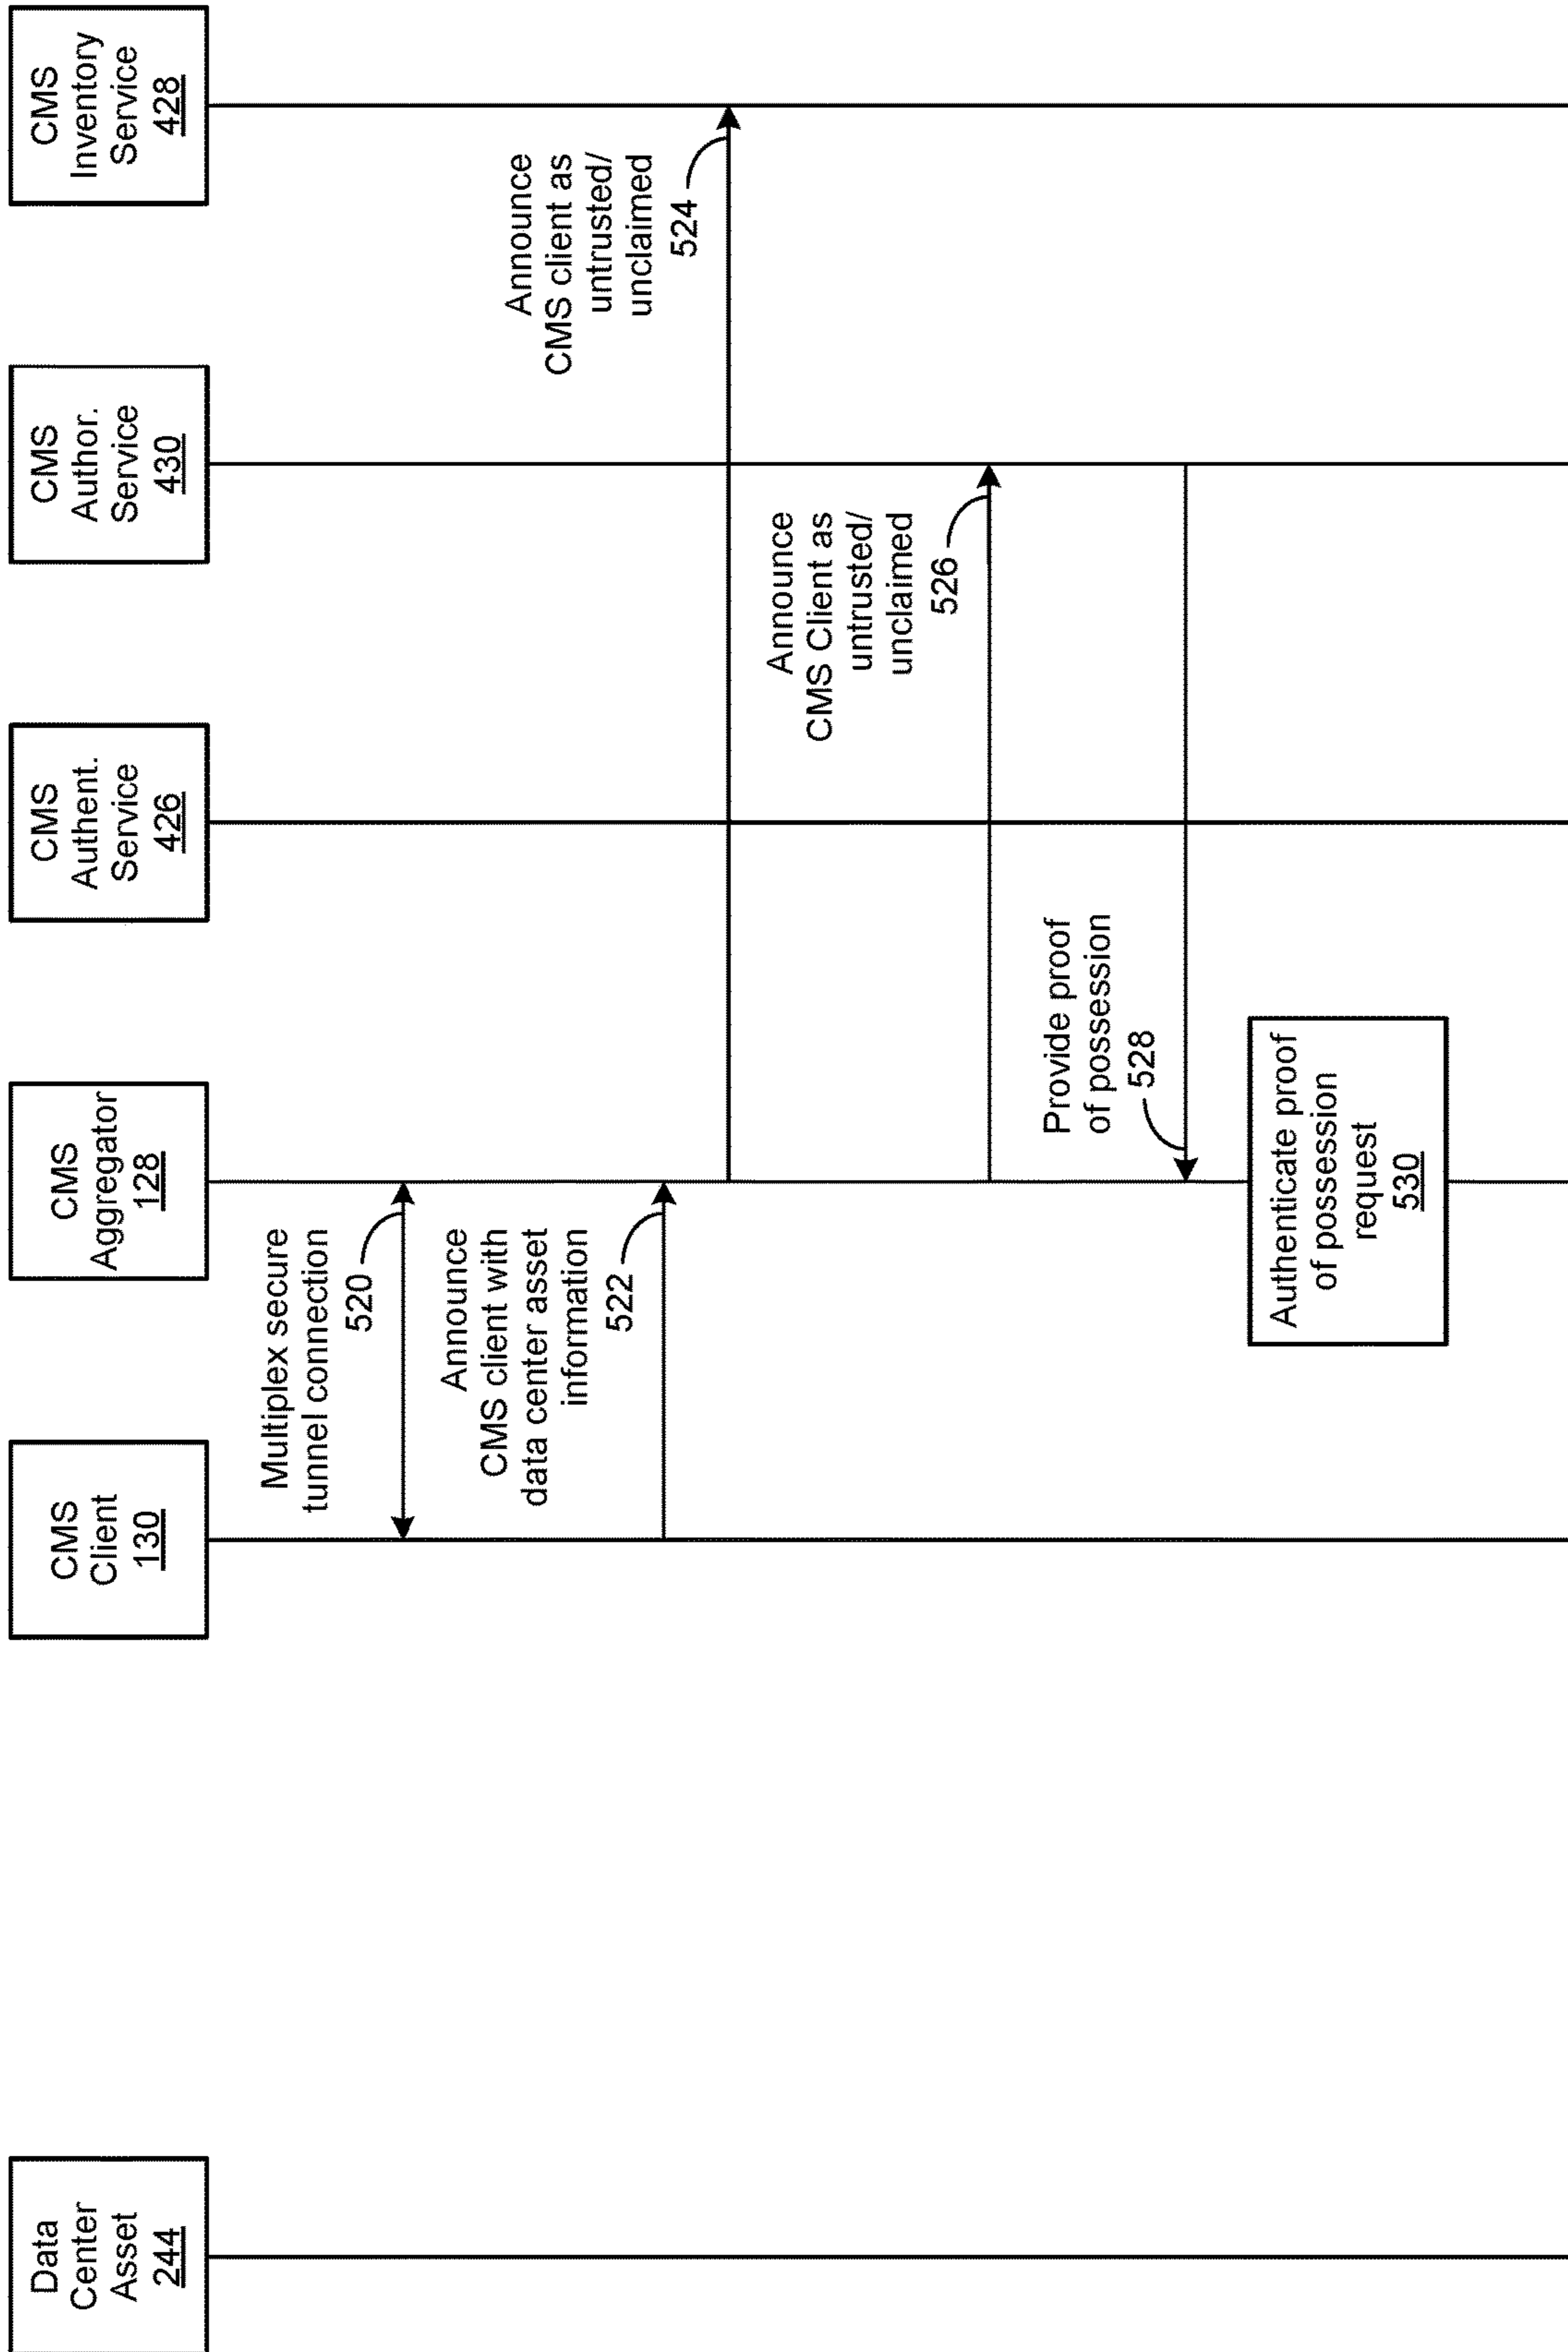 Data
Center
Asset
244
CMS
Client
130
CMS
Aggregator
128
CMS
Authent.
Service
426
CMS
Author.
Service
430
CMS
Inventory
Service
428
Multiplex secure
tunnel connection
520
Announce
CMS client with
data center asset
information
522
Announce
CMS client as
untrusted/
unclaimed
524
Announce
CMS Client as
untrusted/
unclaimed
526
Provide proof
of possession
528
Authenticate proof
of possession
request
530